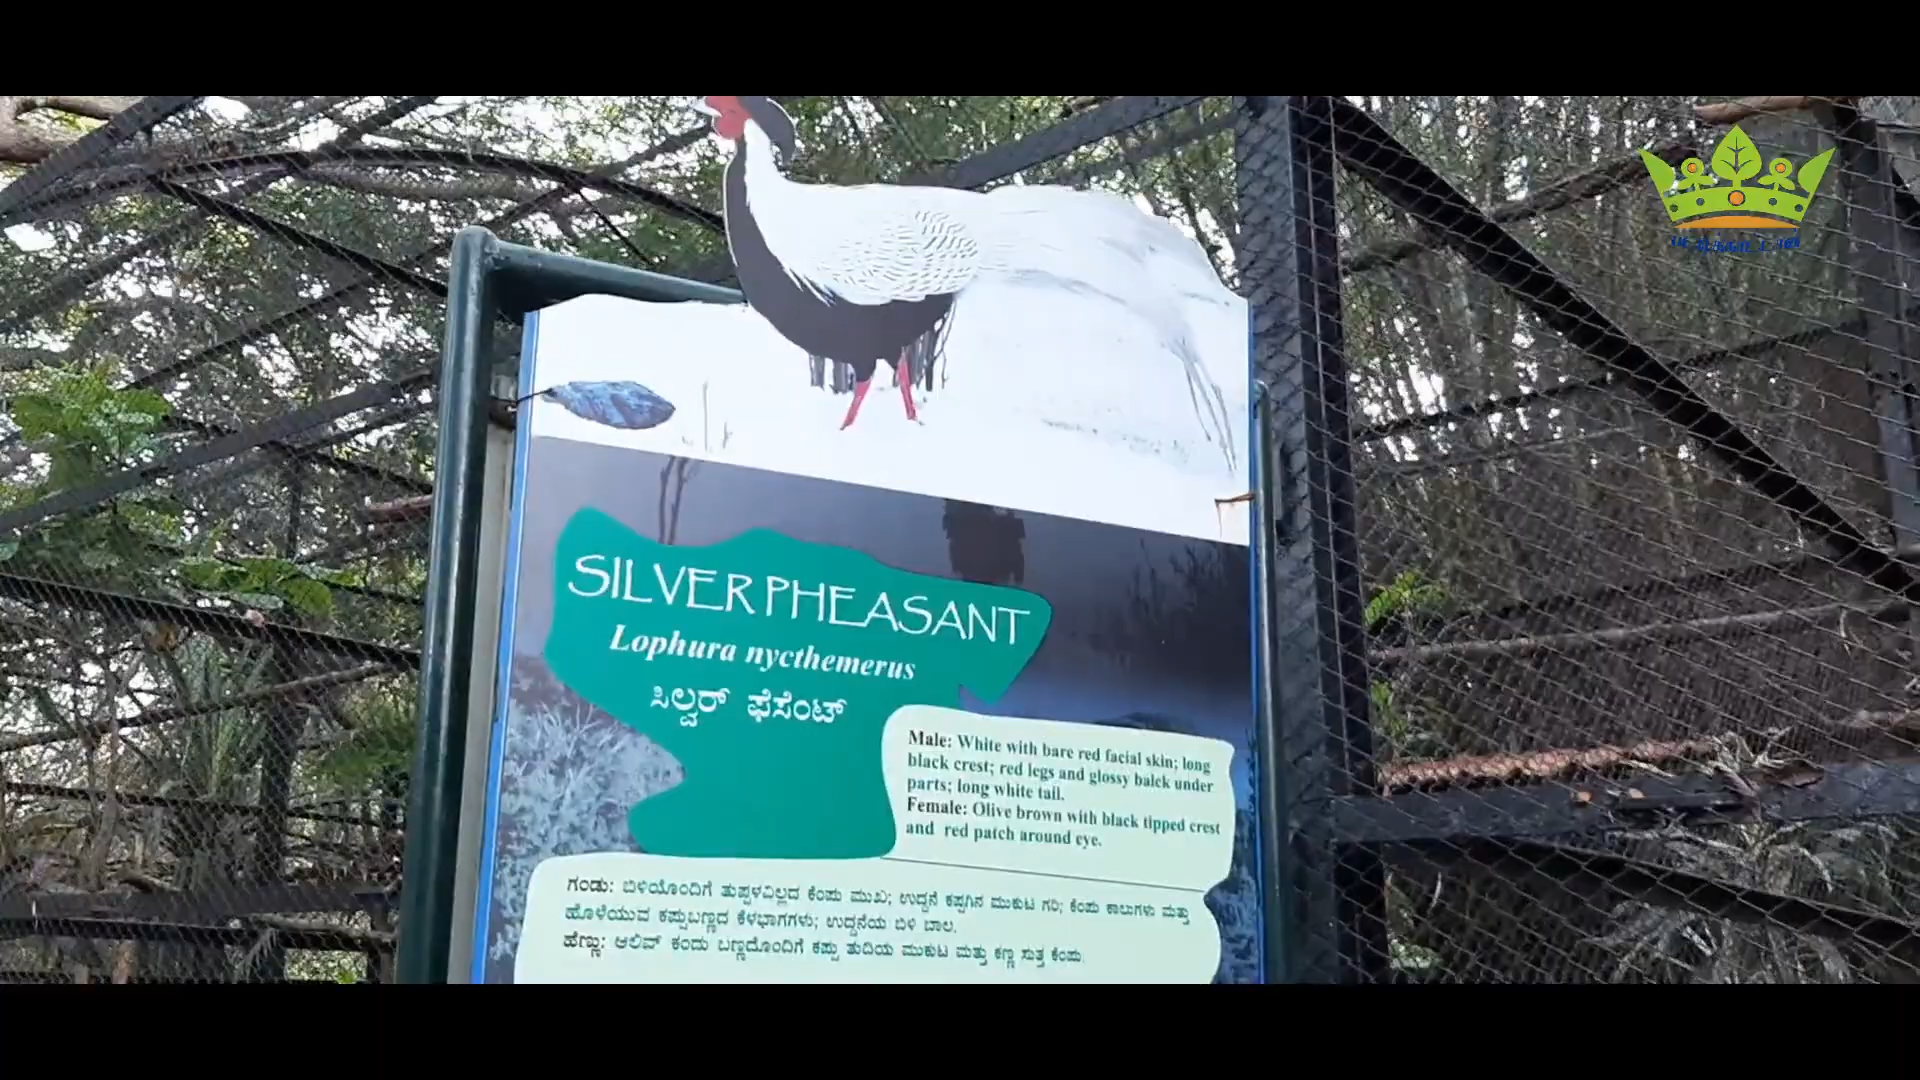 SILVER PHEASANT
Lophura nycthemerus
ಸಿಲ್ವರ್ ಫೆಸೆಂಟ್
Male: White with bare red facial skin; long
black crest; red legs and glossy balck under
parts; long white tail.
Female: Olive brown with black tipped crest
and red patch around eye.
ಗಂಡು: ಬಿಳಿಯೊಂದಿಗೆ ತುಪ್ಪಳವಿಲ್ಲದ ಕೆಂಪು ಮುಖ; ಉದ್ದನೆ ಕಪ್ಪಗಿನ ಮುಕುಟ ಗರಿ; ಕೆಂಪು ಕಾಲುಗಳು ಮತ್ತು
ಹೊಳೆಯುವ ಕಪ್ಪುಬಣ್ಣದ ಕೆಳಭಾಗಗಳು; ಉದ್ದನೆಯ ಬಿಳಿ ಬಾಲ.
ಹೆಣ್ಣು: ಆಲಿವ್ ಕಂದು ಬಣ್ಣದೊಂದಿಗೆ ಕಪ್ಪು ತುದಿಯ ಮುಕುಟ ಮತ್ತು ಕಣ್ಣ ಸುತ್ತ ಕೆಂಪು.